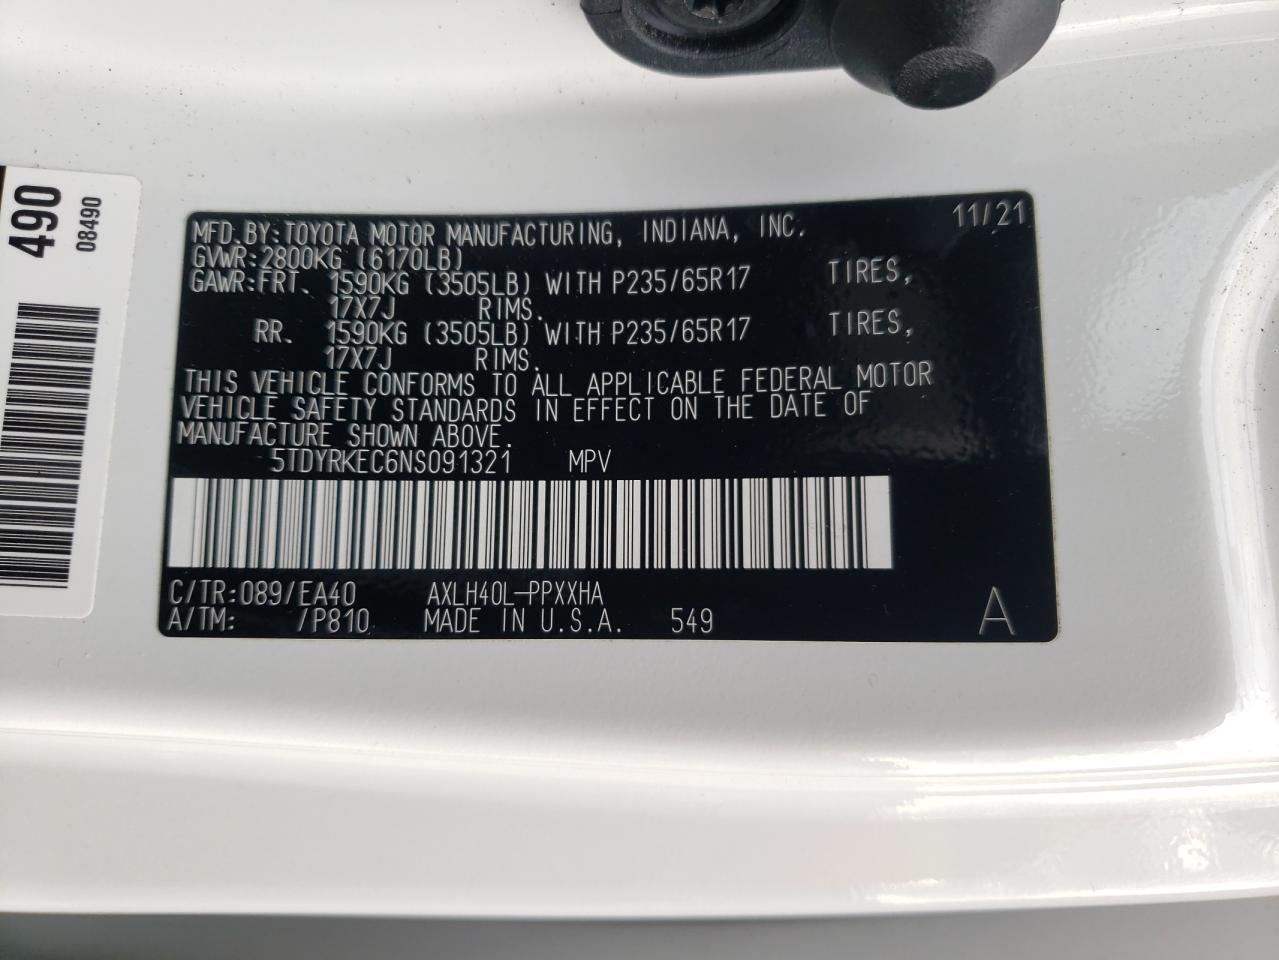 490
08490
MFD.BY:TOYOTA MOTOR MANUFACTURING, INDIANA, INC. 11/21
GVWR:2800KG (6170LB)
GAWR:FRT. 1590KG (3505LB) WITH P235/65R17 TIRES,
17X7J RIMS.
RR. 1590KG (3505LB) WITH P235/65R17 TIRES,
17X7J RIMS.
THIS VEHICLE CONFORMS TO ALL APPLICABLE FEDERAL MOTOR
VEHICLE SAFETY STANDARDS IN EFFECT ON THE DATE OF
MANUFACTURE SHOWN ABOVE.
5TDYRKEC6NS091321 MPV
C/TR:089/EA40 AXLH40L-PPXXHA
A/TM: /P810 MADE IN U.S.A. 549 A